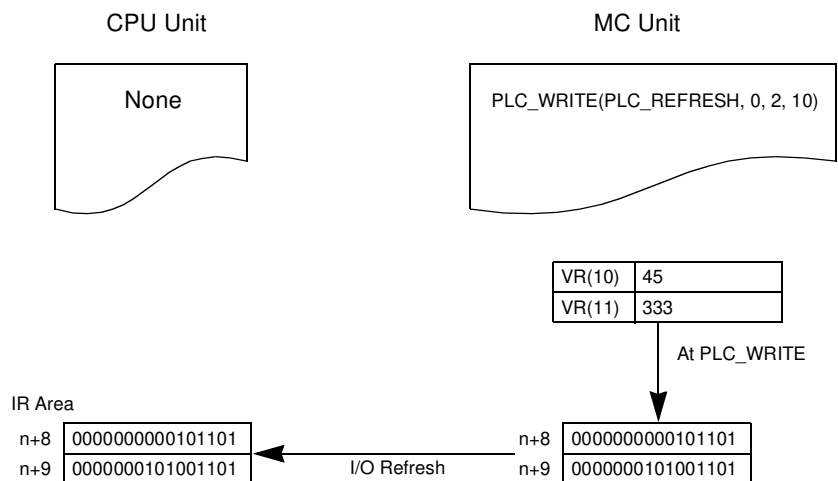 CPU Unit
MC Unit
None
PLC_WRITE(PLC_REFRESH, 0, 2, 10)
VR(10) 45
VR(11) 333
At PLC_WRITE
IR Area
n+8 0000000000101101
n+9 0000000101001101
I/O Refresh
n+8 0000000000101101
n+9 0000000101001101